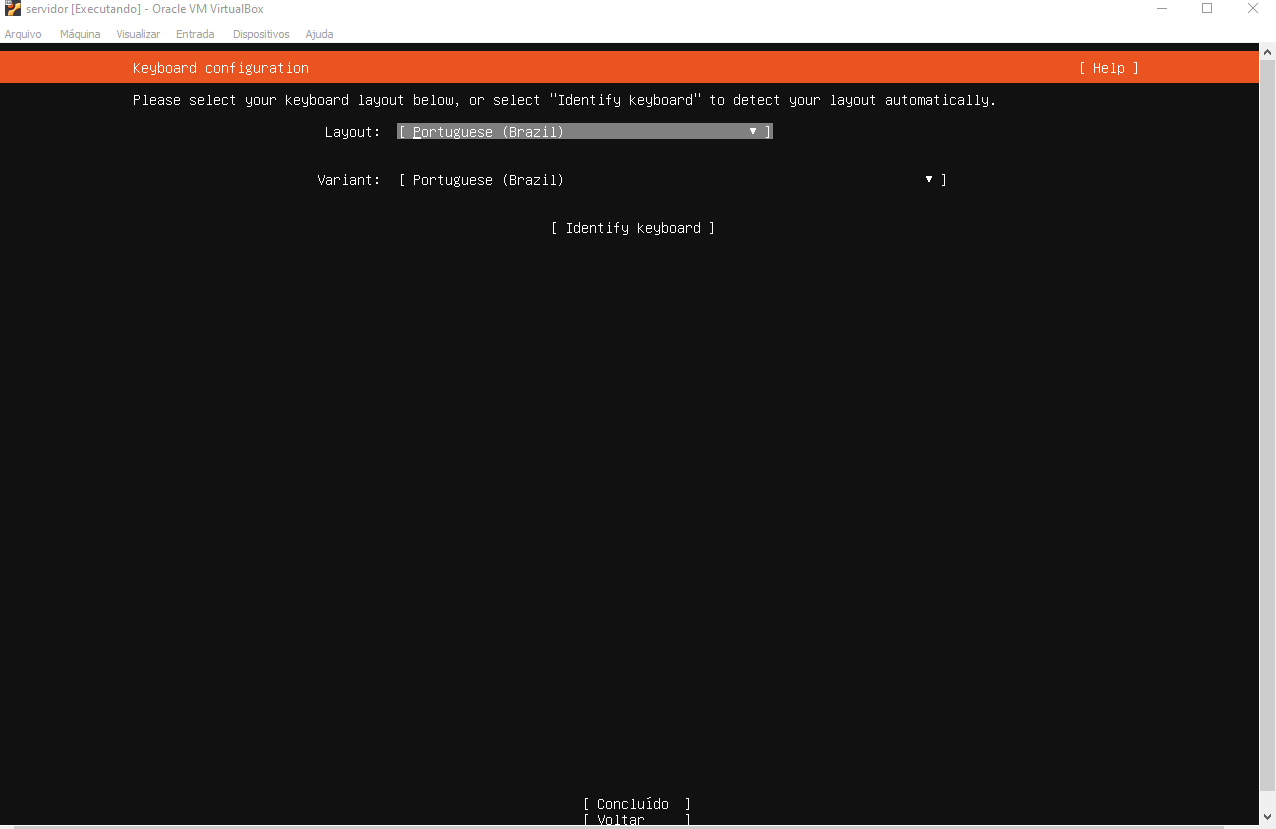 servidor [Executando] - Oracle VM VirtualBox
Arquivo Máquina Visualizar Entrada Dispositivos Ajuda
Keyboard configuration [ Help ]
Please select your keyboard layout below, or select "Identify keyboard" to detect your layout automatically.
Layout: [ Portuguese (Brazil) ▼ ]
Variant: [ Portuguese (Brazil) ▼ ]
[ Identify keyboard ]
[ Concluído ]
[ Voltar ]